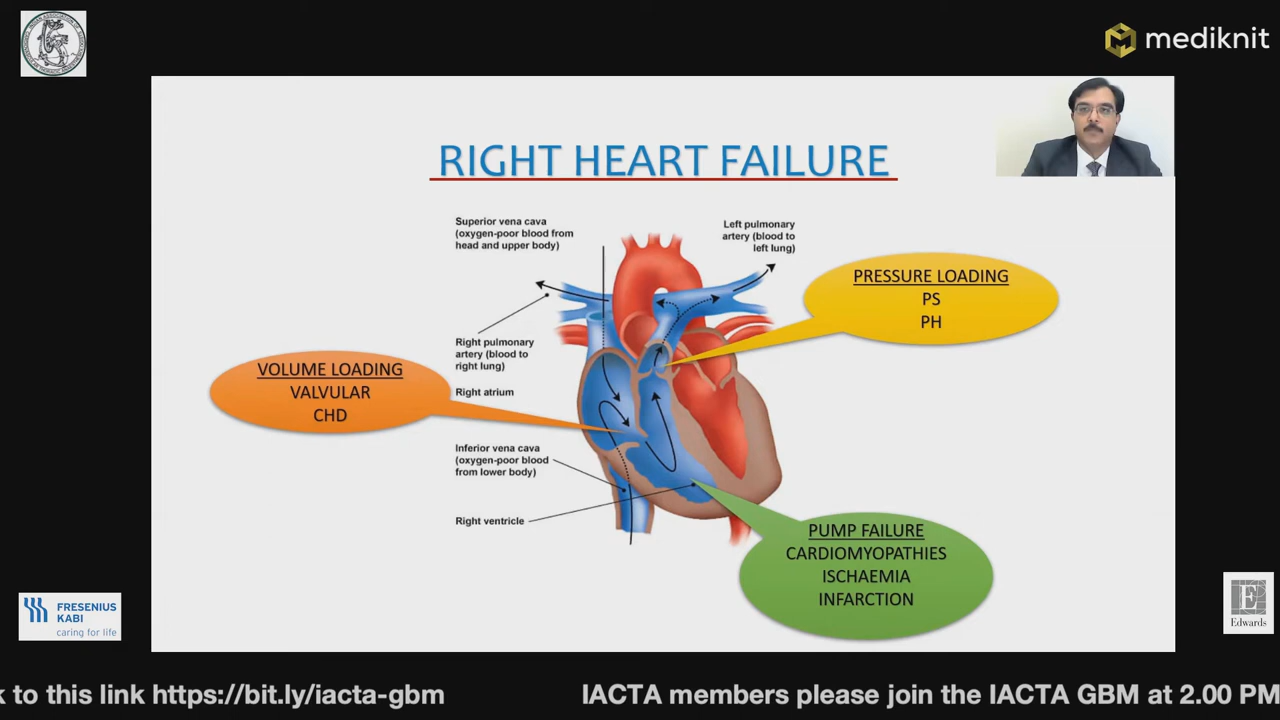 mediknit
RIGHT HEART FAILURE
Superior vena cava
(oxygen-poor blood from
head and upper body)
Left pulmonary
artery (blood to
left lung)
PRESSURE LOADING
PS
PH
Right pulmonary
artery (blood to
right lung)
VOLUME LOADING
VALVULAR
CHD
Right atrium
Inferior vena cava
(oxygen-poor blood
from lower body)
Right ventricle
PUMP FAILURE
CARDIOMYOPATHIES
ISCHAEMIA
INFARCTION
FRESENIUS
KABI
caring for life
Edwards
k to this link https://bit.ly/iacta-gbm
IACTA members please join the IACTA GBM at 2.00 PM